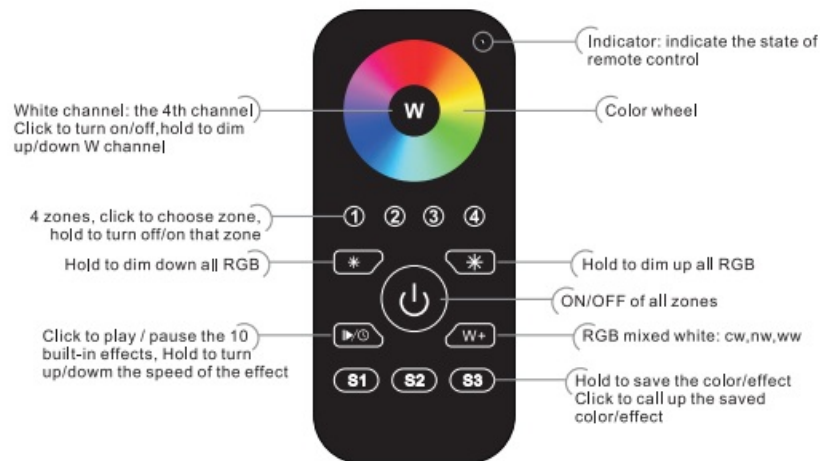 Indicator: indicate the state of
remote control
White channel: the 4th channel
Click to turn on/off,hold to dim
up/down W channel
W
Color wheel
4 zones, click to choose zone,
hold to turn off/on that zone
1 2 3 4
Hold to dim down all RGB
Hold to dim up all RGB
ON/OFF of all zones
Click to play / pause the 10
built-in effects, Hold to turn
up/dowm the speed of the effect
W+
RGB mixed white: cw,nw,ww
S1 S2 S3
Hold to save the color/effect
Click to call up the saved
color/effect